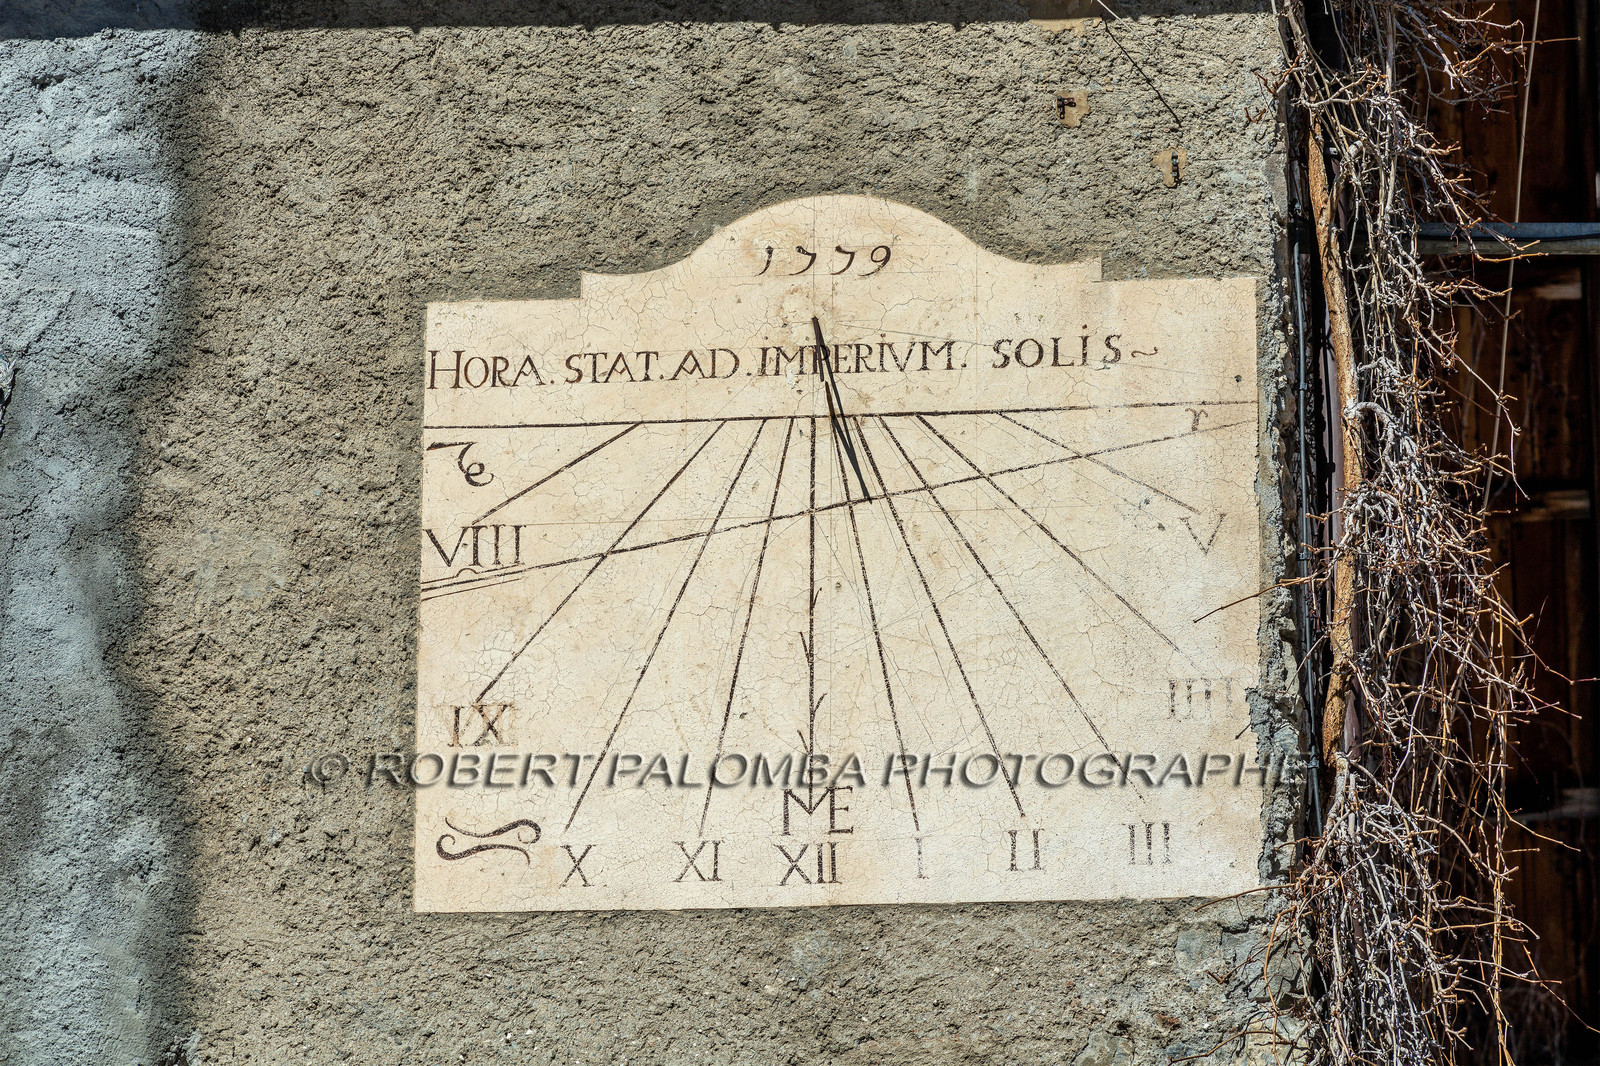 1779
HORA. STAT. AD. IMPERIVM. SOLIS
VIII
V
IX
IIII
© ROBERT PALOMBA PHOTOGRAPHE
ME
X XI XII I II III